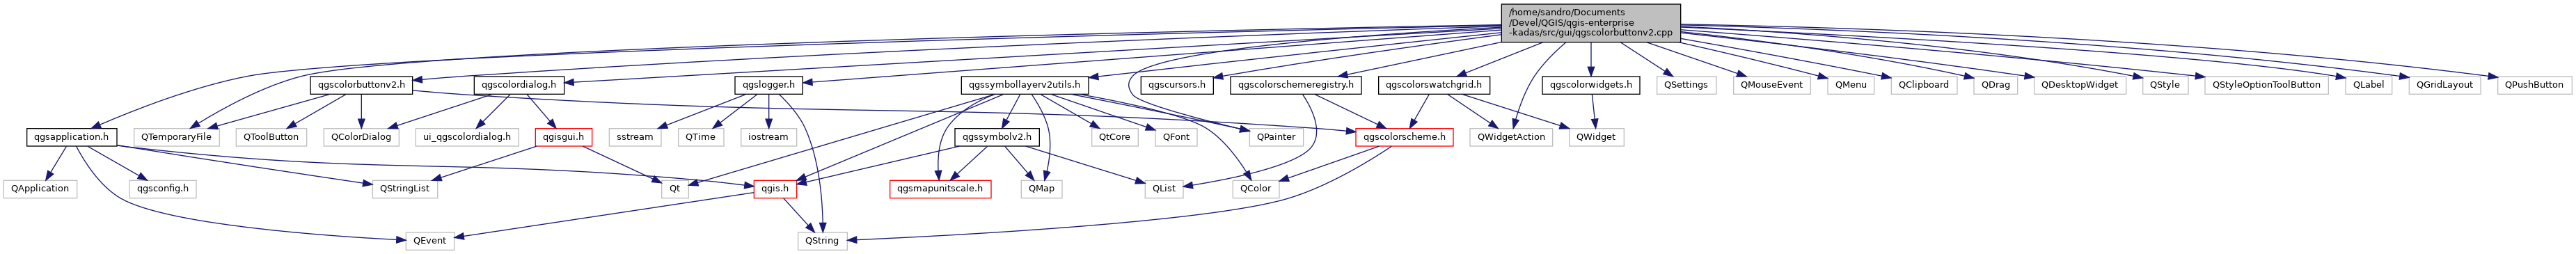 /home/sandro/Documents
/Devel/QGIS/qgis-enterprise
-kadas/src/gui/qgscolorbuttonv2.cpp
qgscolorbuttonv2.h
qgscolordialog.h
qgslogger.h
qgssymbollayerv2utils.h
qgscursors.h
qgscolorschemeregistry.h
qgscolorswatchgrid.h
qgscolorwidgets.h
QSettings
QMouseEvent
QMenu
QClipboard
QDrag
QDesktopWidget
QStyle
QStyleOptionToolButton
QLabel
QGridLayout
QPushButton
qgsapplication.h
QTemporaryFile
QToolButton
QColorDialog
ui_qgscolordialog.h
qgisgui.h
sstream
QTime
iostream
qgssymbolv2.h
QtCore
QFont
QPainter
qgscolorscheme.h
QWidgetAction
QWidget
QApplication
qgsconfig.h
QStringList
Qt
qgis.h
qgsmapunitscale.h
QMap
QList
QColor
QEvent
QString